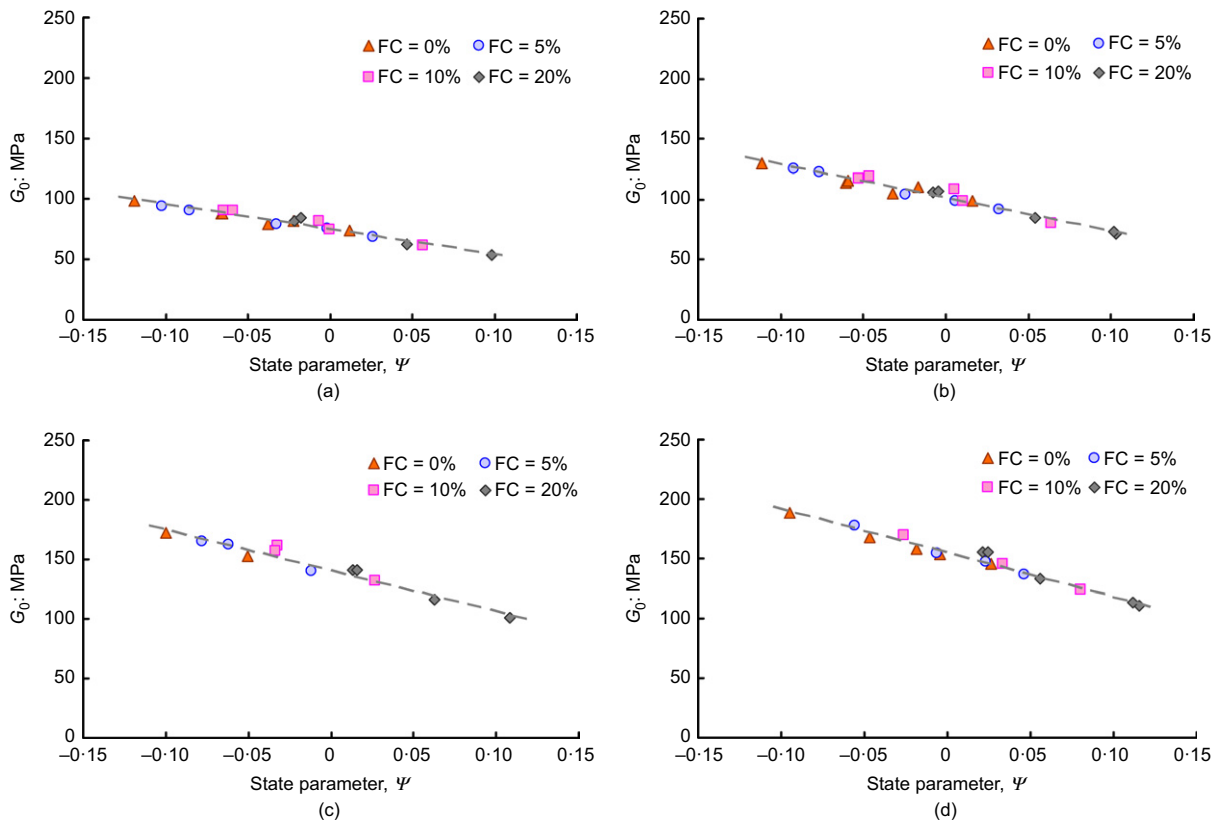 250
200
150
100
50
0
G0: MPa
FC = 0% FC = 5%
FC = 10% FC = 20%
–0·15 –0·10 –0·05 0 0·05 0·10 0·15
State parameter, Ψ
(a)
250
200
150
100
50
0
G0: MPa
FC = 0% FC = 5%
FC = 10% FC = 20%
–0·15 –0·10 –0·05 0 0·05 0·10 0·15
State parameter, Ψ
(b)
250
200
150
100
50
0
G0: MPa
FC = 0% FC = 5%
FC = 10% FC = 20%
–0·15 –0·10 –0·05 0 0·05 0·10 0·15
State parameter, Ψ
(c)
250
200
150
100
50
0
G0: MPa
FC = 0% FC = 5%
FC = 10% FC = 20%
–0·15 –0·10 –0·05 0 0·05 0·10 0·15
State parameter, Ψ
(d)